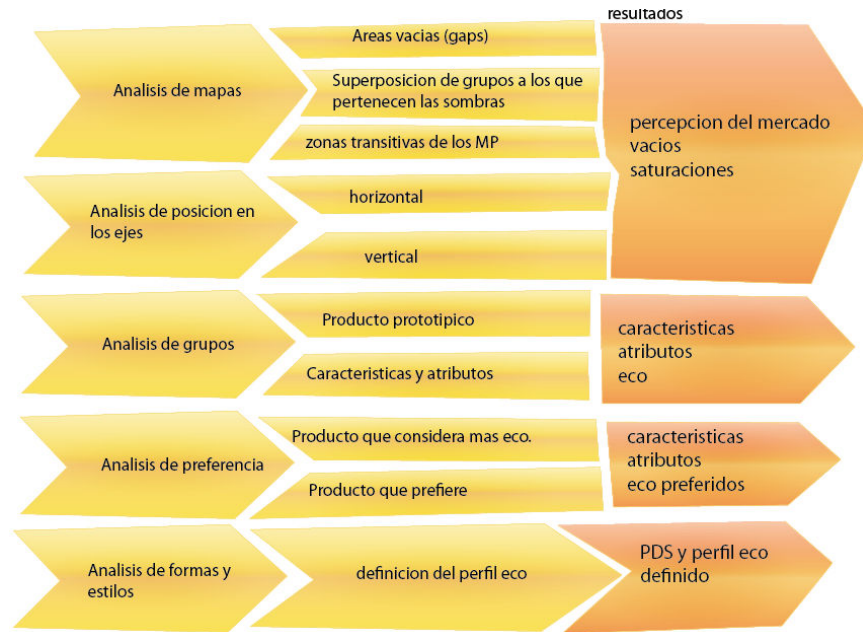 resultados
Analisis de mapas
Areas vacias (gaps)
Superposicion de grupos a los que
pertenecen las sombras
zonas transitivas de los MP
percepcion del mercado
vacios
saturaciones
Analisis de posicion en
los ejes
horizontal
vertical
Analisis de grupos
Producto prototipico
Caracteristicas y atributos
caracteristicas
atributos
eco
Analisis de preferencia
Producto que considera mas eco.
Producto que prefiere
caracteristicas
atributos
eco preferidos
Analisis de formas y
estilos
definicion del perfil eco
PDS y perfil eco
definido